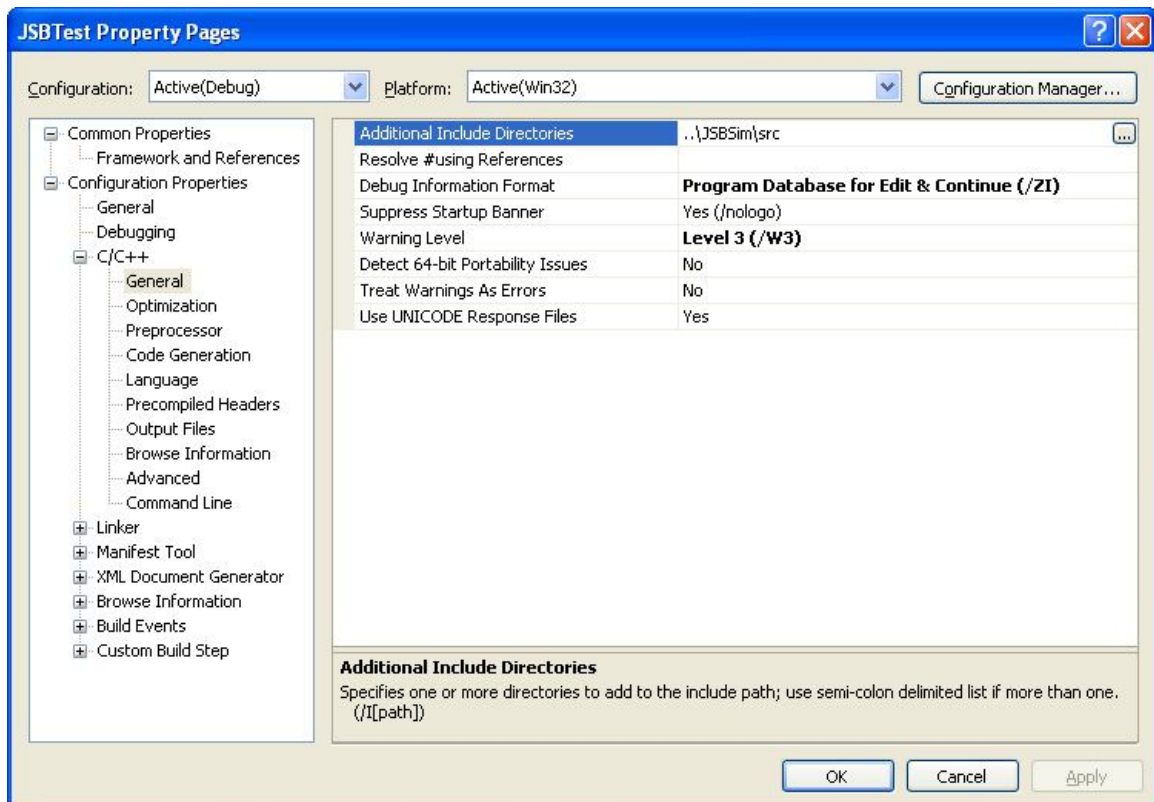 JSBTest Property Pages
Configuration: Active(Debug) Platform: Active(Win32) Configuration Manager...
Common Properties
Framework and References
Configuration Properties
General
Debugging
C/C++
General
Optimization
Preprocessor
Code Generation
Language
Precompiled Headers
Output Files
Browse Information
Advanced
Command Line
Linker
Manifest Tool
XML Document Generator
Browse Information
Build Events
Custom Build Step
Additional Include Directories ..\JSBSim\src ...
Resolve #using References
Debug Information Format Program Database for Edit & Continue (/ZI)
Suppress Startup Banner Yes (/nologo)
Warning Level Level 3 (/W3)
Detect 64-bit Portability Issues No
Treat Warnings As Errors No
Use UNICODE Response Files Yes
Additional Include Directories
Specifies one or more directories to add to the include path; use semi-colon delimited list if more than one.
(/I[path])
OK Cancel Apply